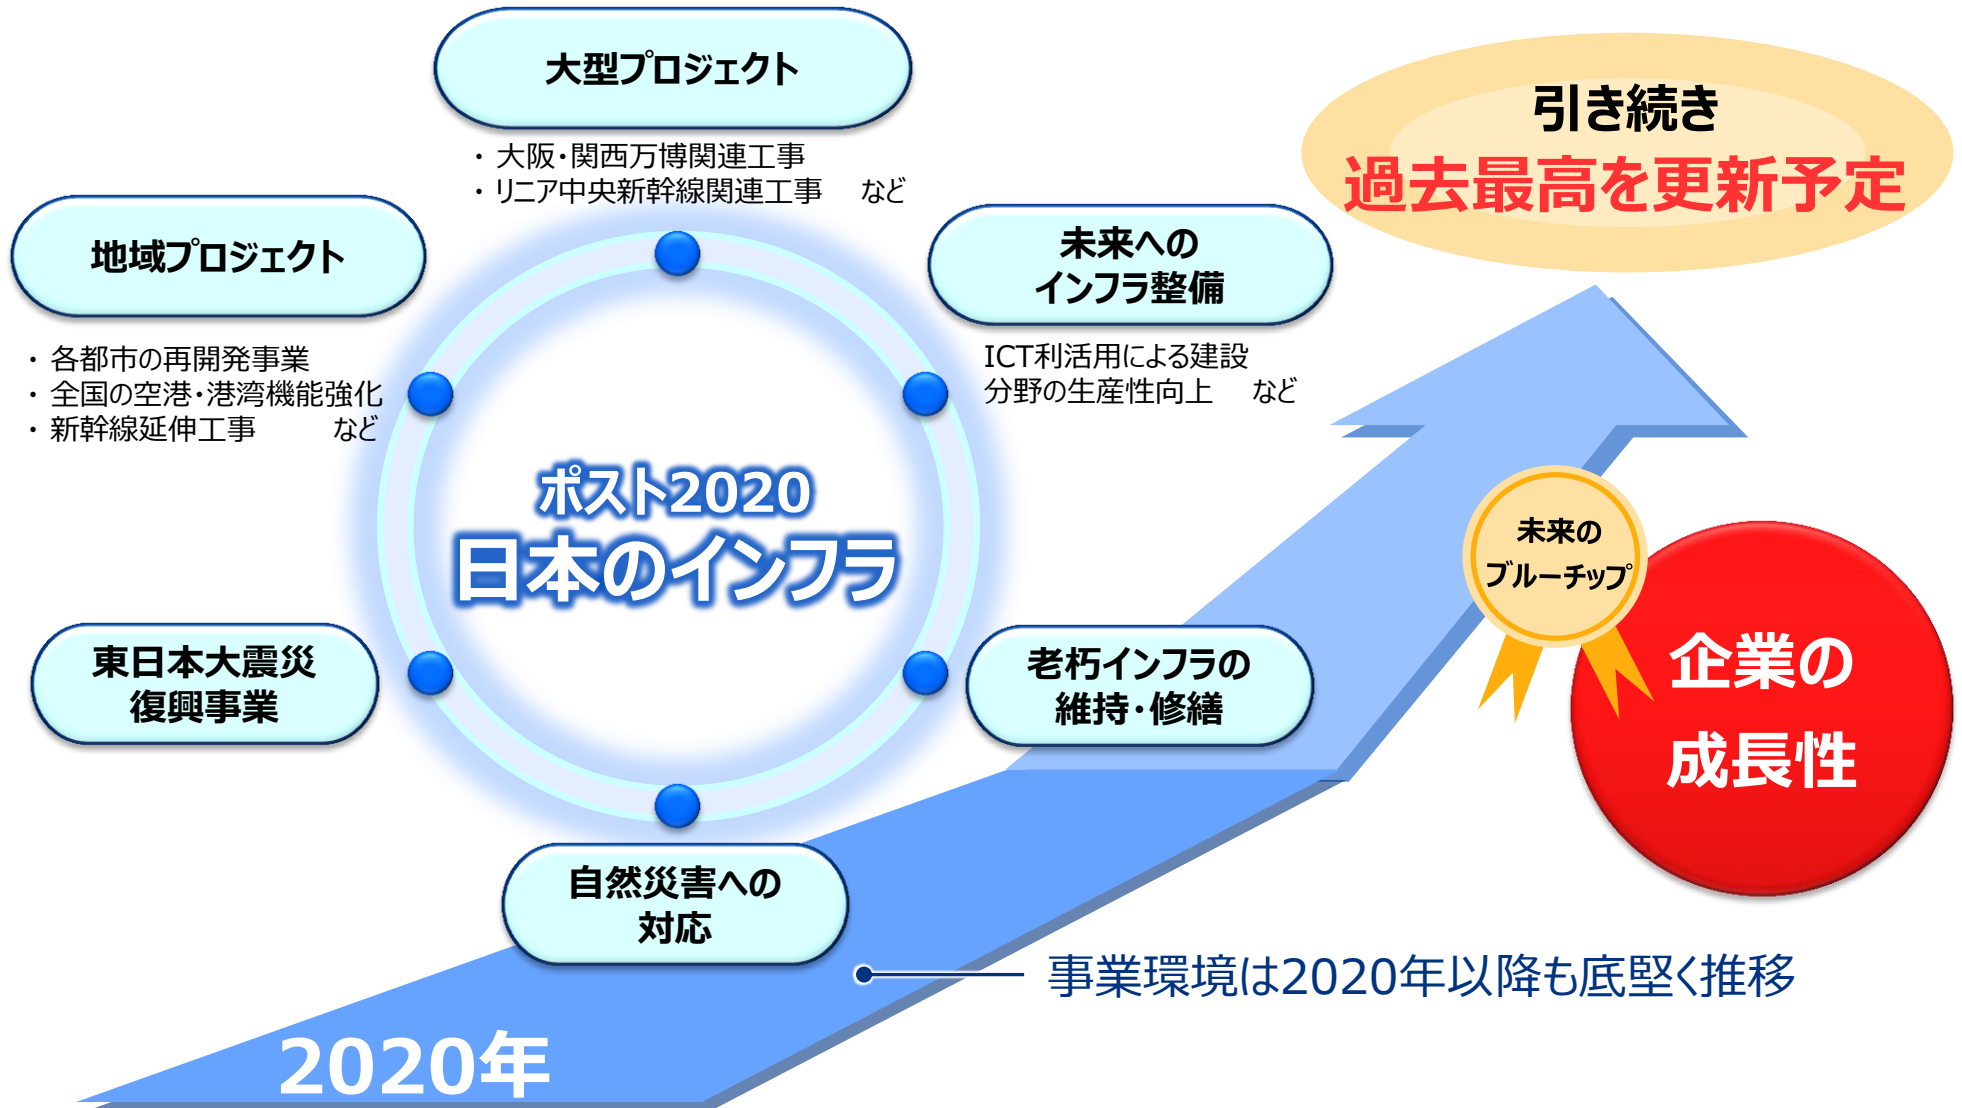 大型プロジェクト
・ 大阪・関西万博関連工事
・ リニア中央新幹線関連工事 など
引き続き
過去最高を更新予定
地域プロジェクト
・ 各都市の再開発事業
・ 全国の空港・港湾機能強化
・ 新幹線延伸工事 など
未来への
インフラ整備
ICT利活用による建設
分野の生産性向上 など
ポスト2020
日本のインフラ
未来の
ブルーチップ
企業の
成長性
東日本大震災
復興事業
老朽インフラの
維持・修繕
自然災害への
対応
事業環境は2020年以降も底堅く推移
2020年